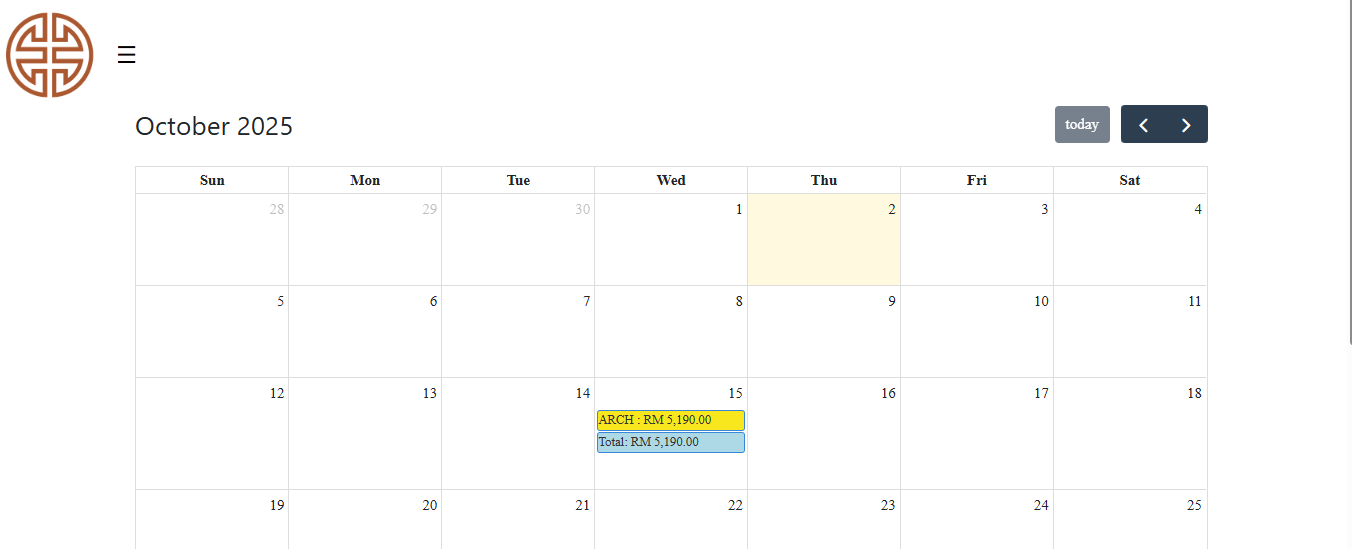 October 2025
today
Sun Mon Tue Wed Thu Fri Sat
28 29 30 1 2 3 4
5 6 7 8 9 10 11
12 13 14 15 16 17 18
ARCH : RM 5,190.00
Total: RM 5,190.00
19 20 21 22 23 24 25